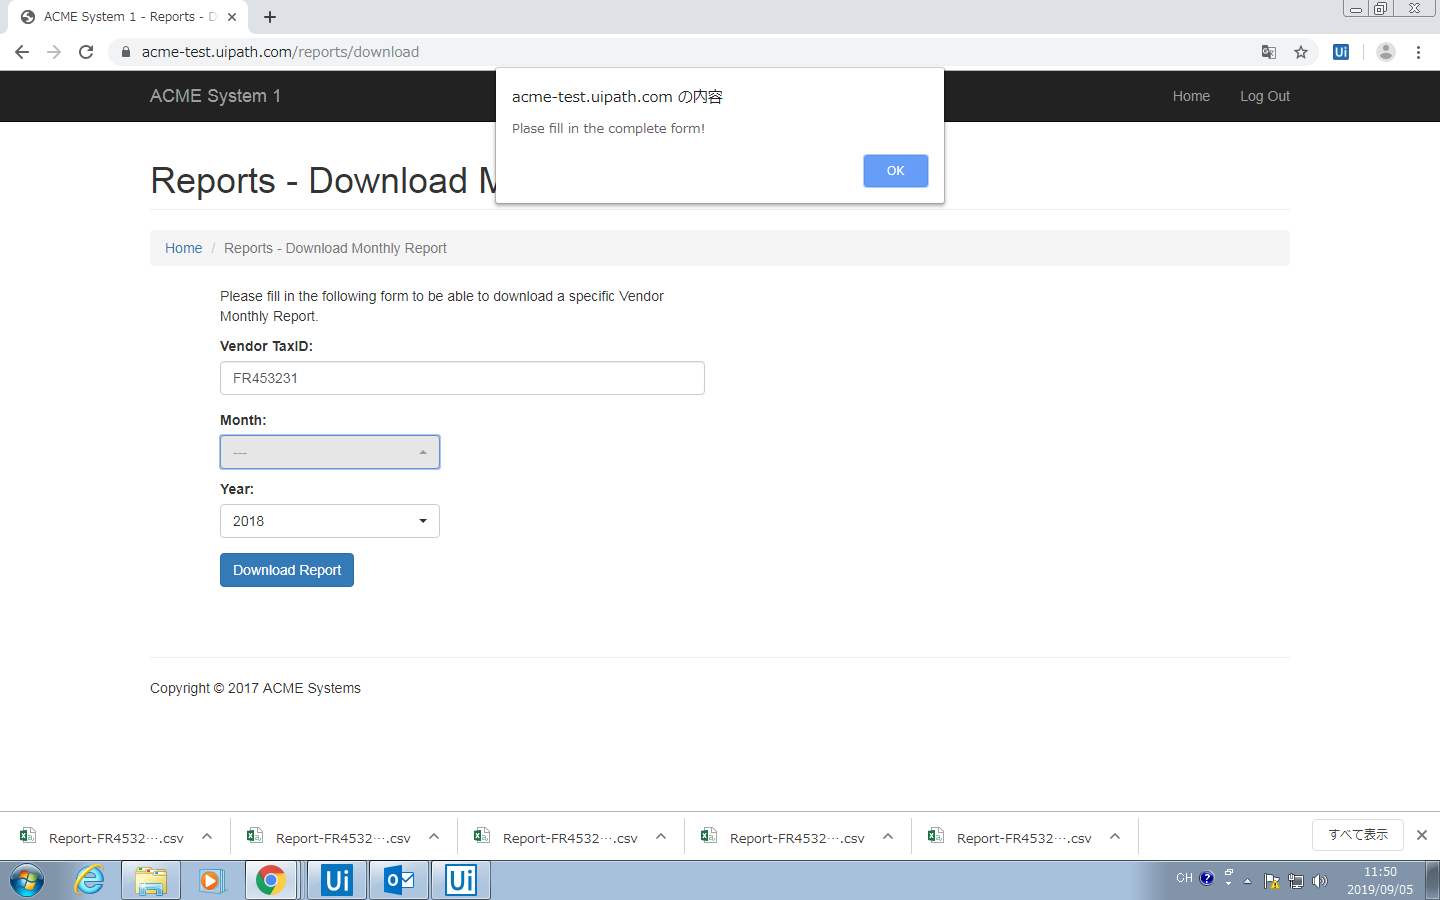 ACME System 1 - Reports - D
acme-test.uipath.com/reports/download
Ui
ACME System 1
Home
Log Out
acme-test.uipath.com の内容
Plase fill in the complete form!
OK
Reports - Download M
Home / Reports - Download Monthly Report
Please fill in the following form to be able to download a specific Vendor
Monthly Report.
Vendor TaxID:
FR453231
Month:
---
Year:
2018
Download Report
Copyright © 2017 ACME Systems
Report-FR4532….csv
Report-FR4532….csv
Report-FR4532….csv
Report-FR4532….csv
Report-FR4532….csv
すべて表示
Ui
Ui
CH
11:50
2019/09/05